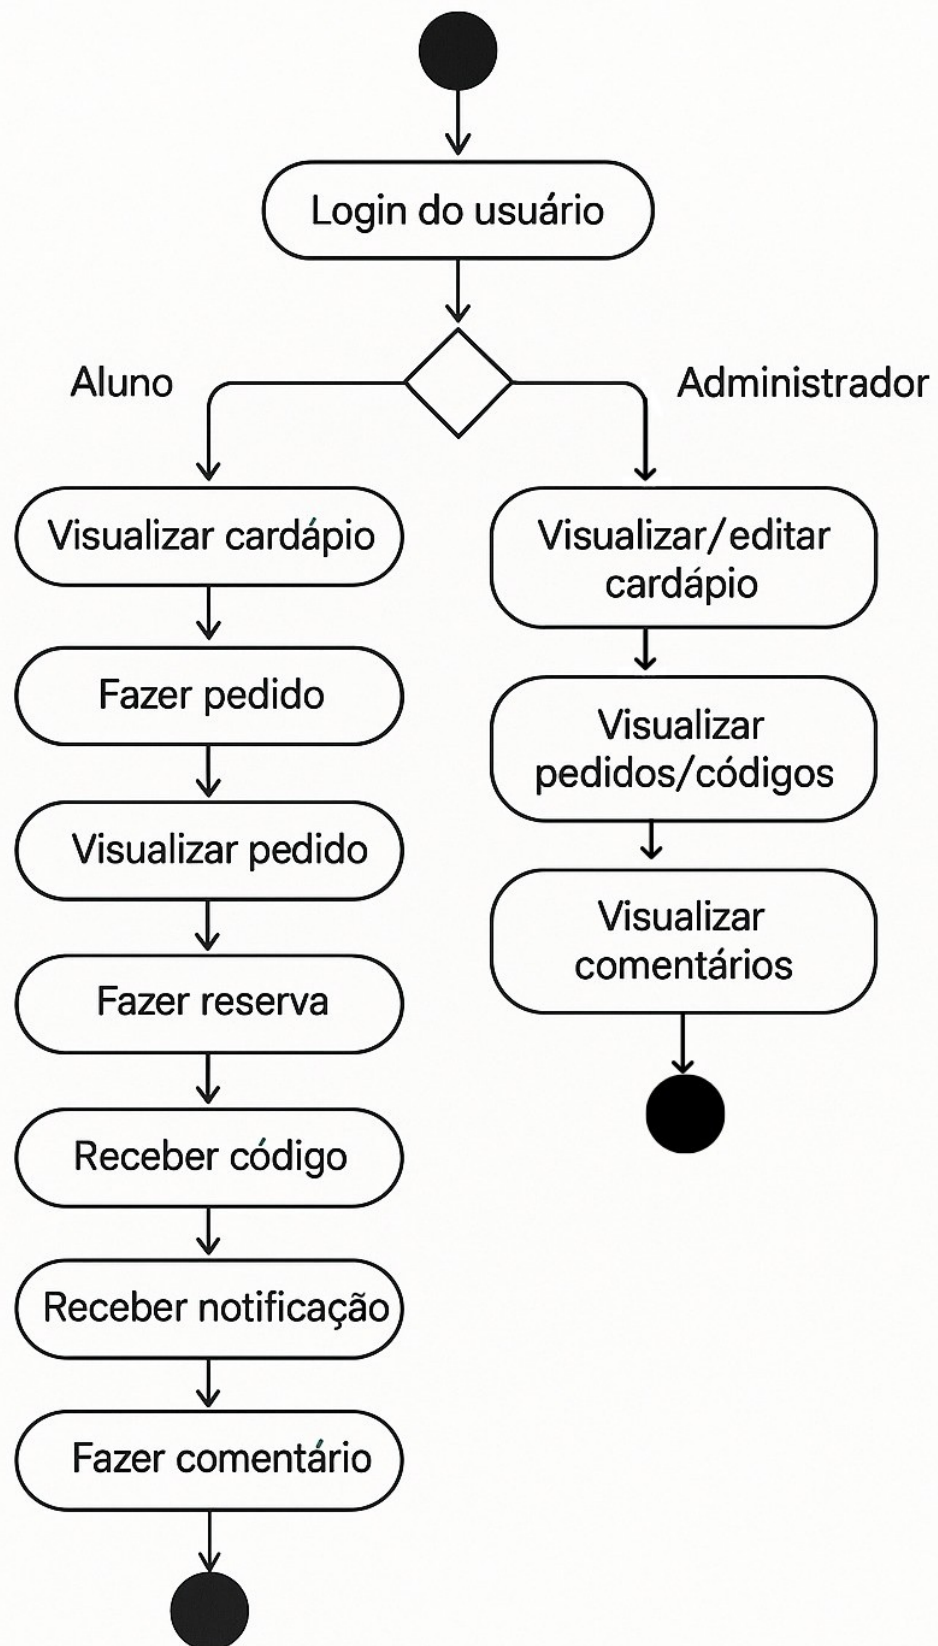 Login do usuário
Aluno
Administrador
Visualizar cardápio
Fazer pedido
Visualizar pedido
Fazer reserva
Receber código
Receber notificação
Fazer comentário
Visualizar/editar
cardápio
Visualizar
pedidos/códigos
Visualizar
comentários